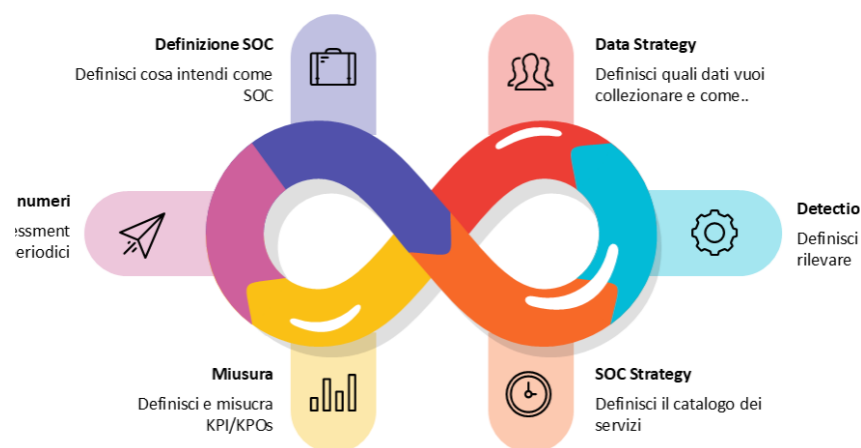 Definizione SOC
Definisci cosa intendi come
SOC
Data Strategy
Definisci quali dati vuoi
collezionare e come..
numeri
essment
eriodici
Detectio
Definisci
rilevare
Miusura
Definisci e misucra
KPI/KPOs
SOC Strategy
Definisci il catalogo dei
servizi